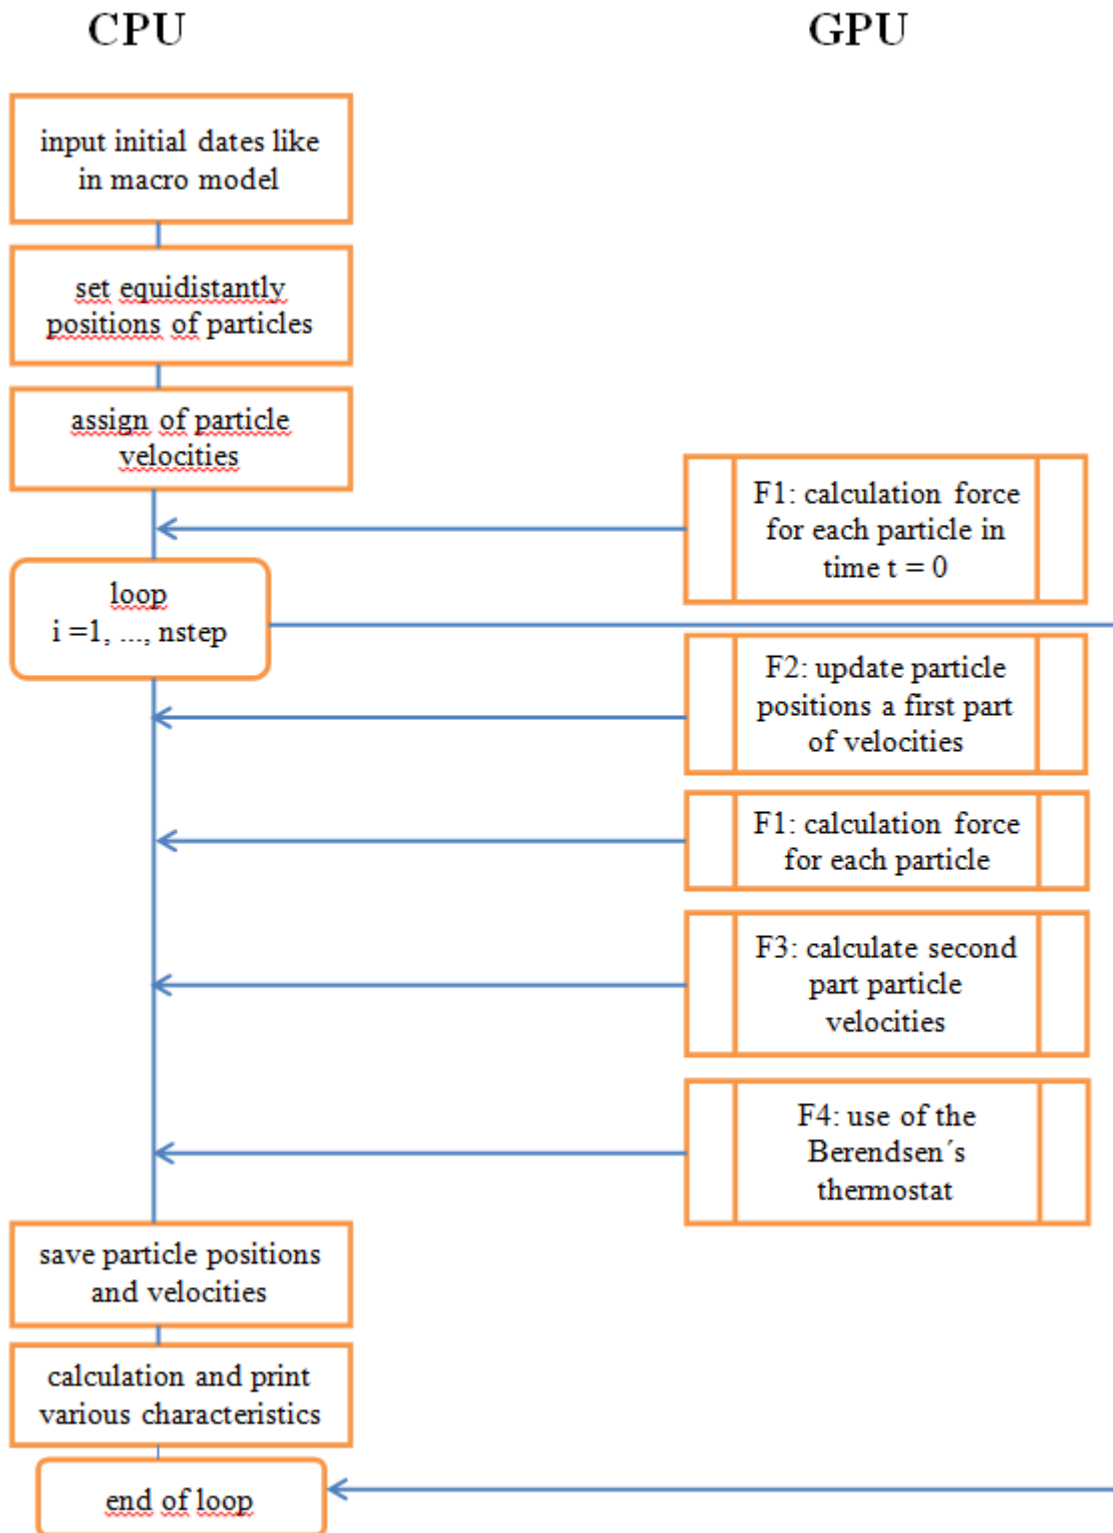 CPU
GPU
input initial dates like
in macro model
set equidistantly
positions of particles
assign of particle
velocities
F1: calculation force
for each particle in
time t = 0
loop
i =1, ..., nstep
F2: update particle
positions a first part
of velocities
F1: calculation force
for each particle
F3: calculate second
part particle
velocities
F4: use of the
Berendsen´s
thermostat
save particle positions
and velocities
calculation and print
various characteristics
end of loop